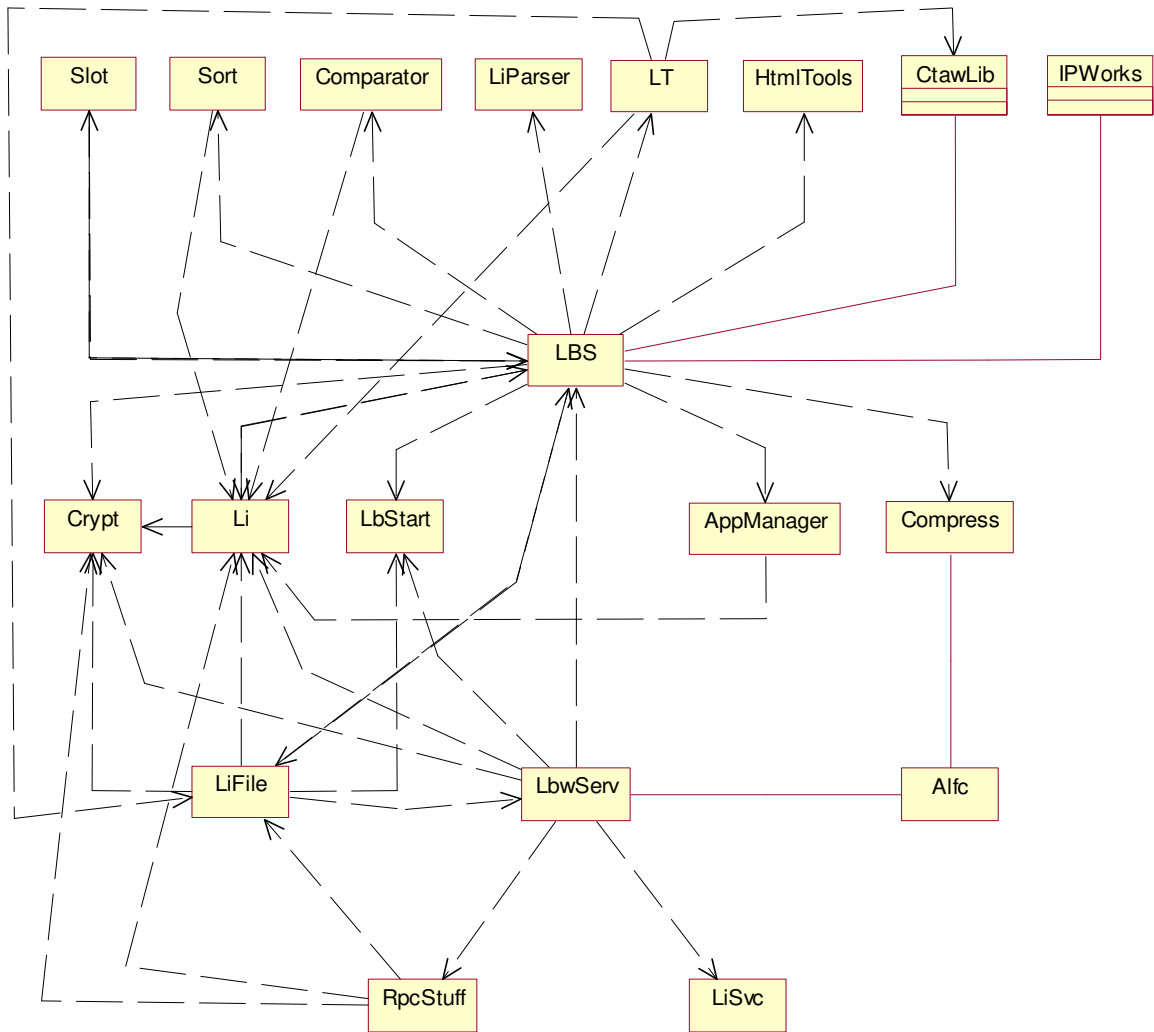 Slot
Sort
Comparator
LiParser
LT
HtmlTools
CtawLib
IPWorks
LBS
Crypt
Li
LbStart
AppManager
Compress
LiFile
LbwServ
Alfc
RpcStuff
LiSvc